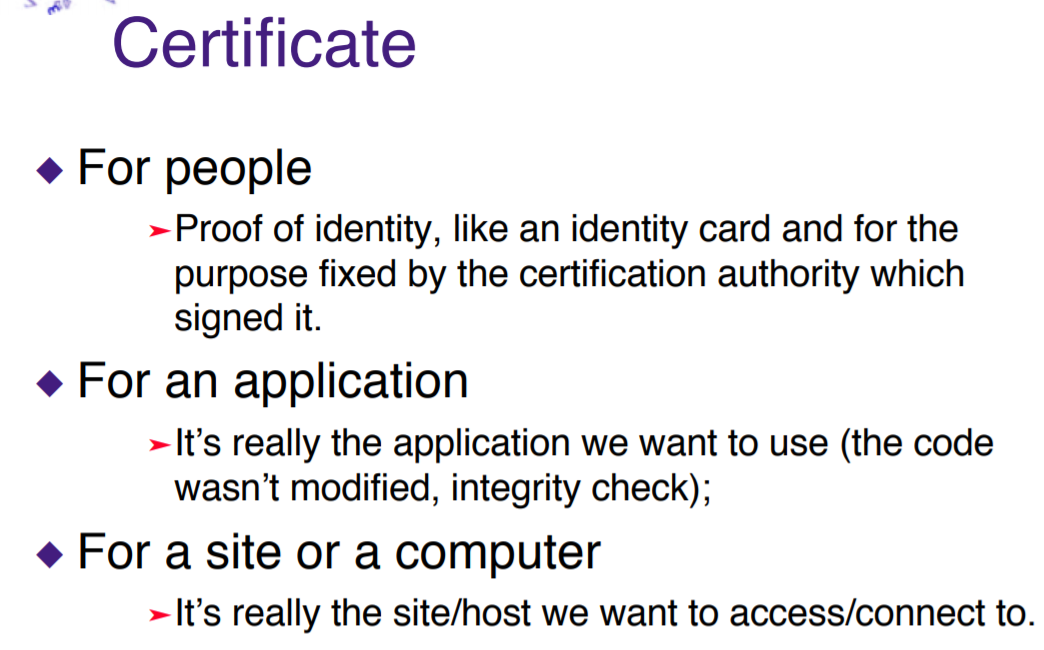 Certificate
For people
Proof of identity, like an identity card and for the
purpose fixed by the certification authority which
signed it.
For an application
It's really the application we want to use (the code
wasn't modified, integrity check);
For a site or a computer
It's really the site/host we want to access/connect to.